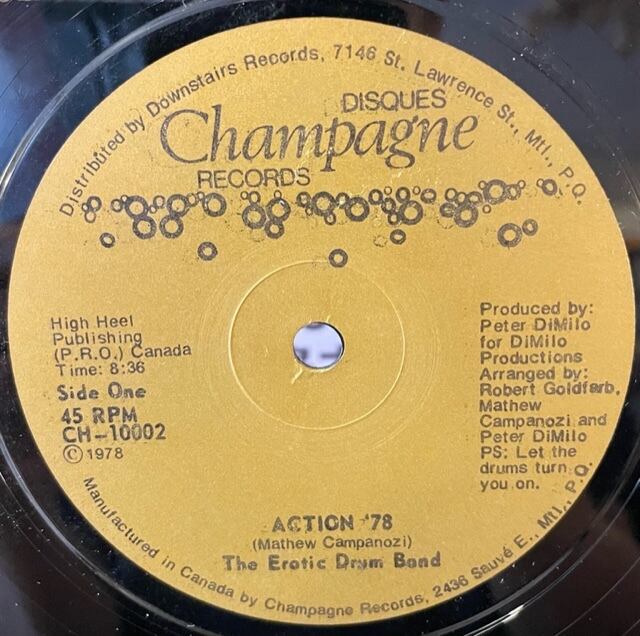 Distributed by Downstairs Records, 7146 St. Lawrence St., Mtl., P.Q.
DISQUES
Champagne
RECORDS
High Heel
Publishing
(P.R.O.) Canada
Time: 8:36
Side One
45 RPM
CH-10002
©1978
Produced by:
Peter DiMilo
for DiMilo
Productions
Arranged by:
Robert Goldfarb,
Mathew
Campanozi and
Peter DiMilo
PS: Let the
drums turn
you on.
ACTION '78
(Mathew Campanozi)
The Erotic Drum Band
Manufactured in Canada by Champagne Records, 2436 Sauvé E., Mtl., P.Q.